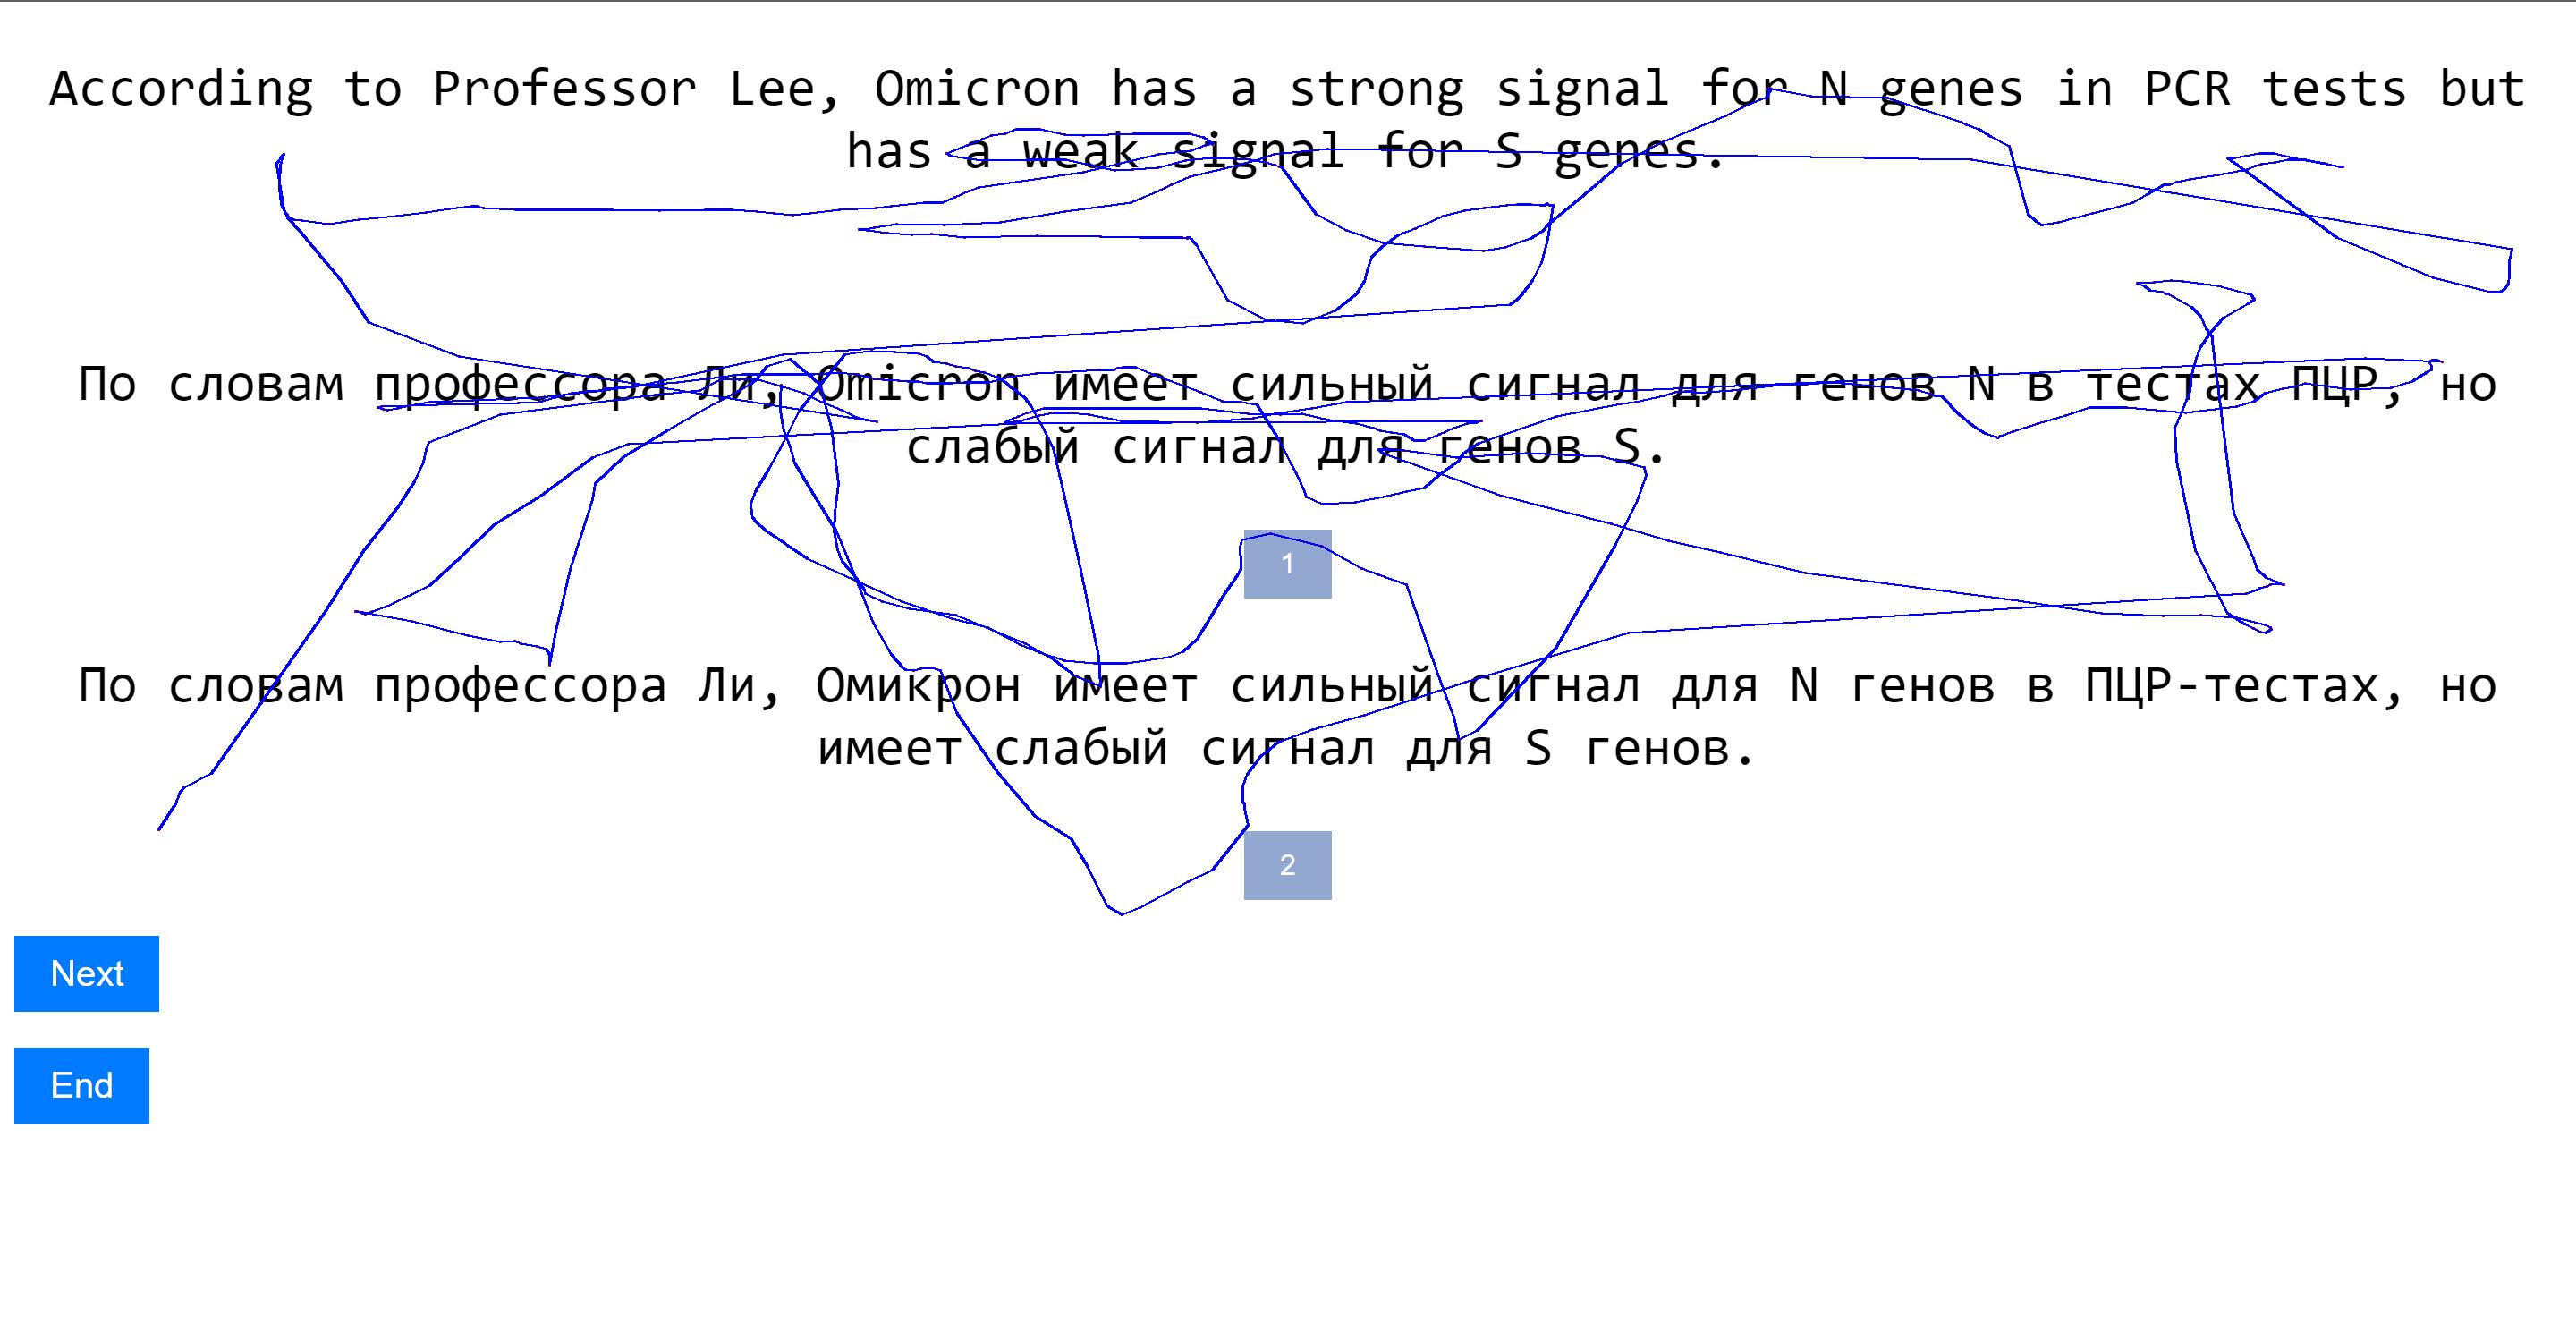 According to Professor Lee, Omicron has a strong signal for N genes in PCR tests but
has a weak signal for S genes.
По словам профессора Ли, Omicron имеет сильный сигнал для генов N в тестах ПЦР, но
слабый сигнал для генов S.
1
По словам профессора Ли, Омикрон имеет сильный сигнал для N генов в ПЦР-тестах, но
имеет слабый сигнал для S генов.
2
Next
End